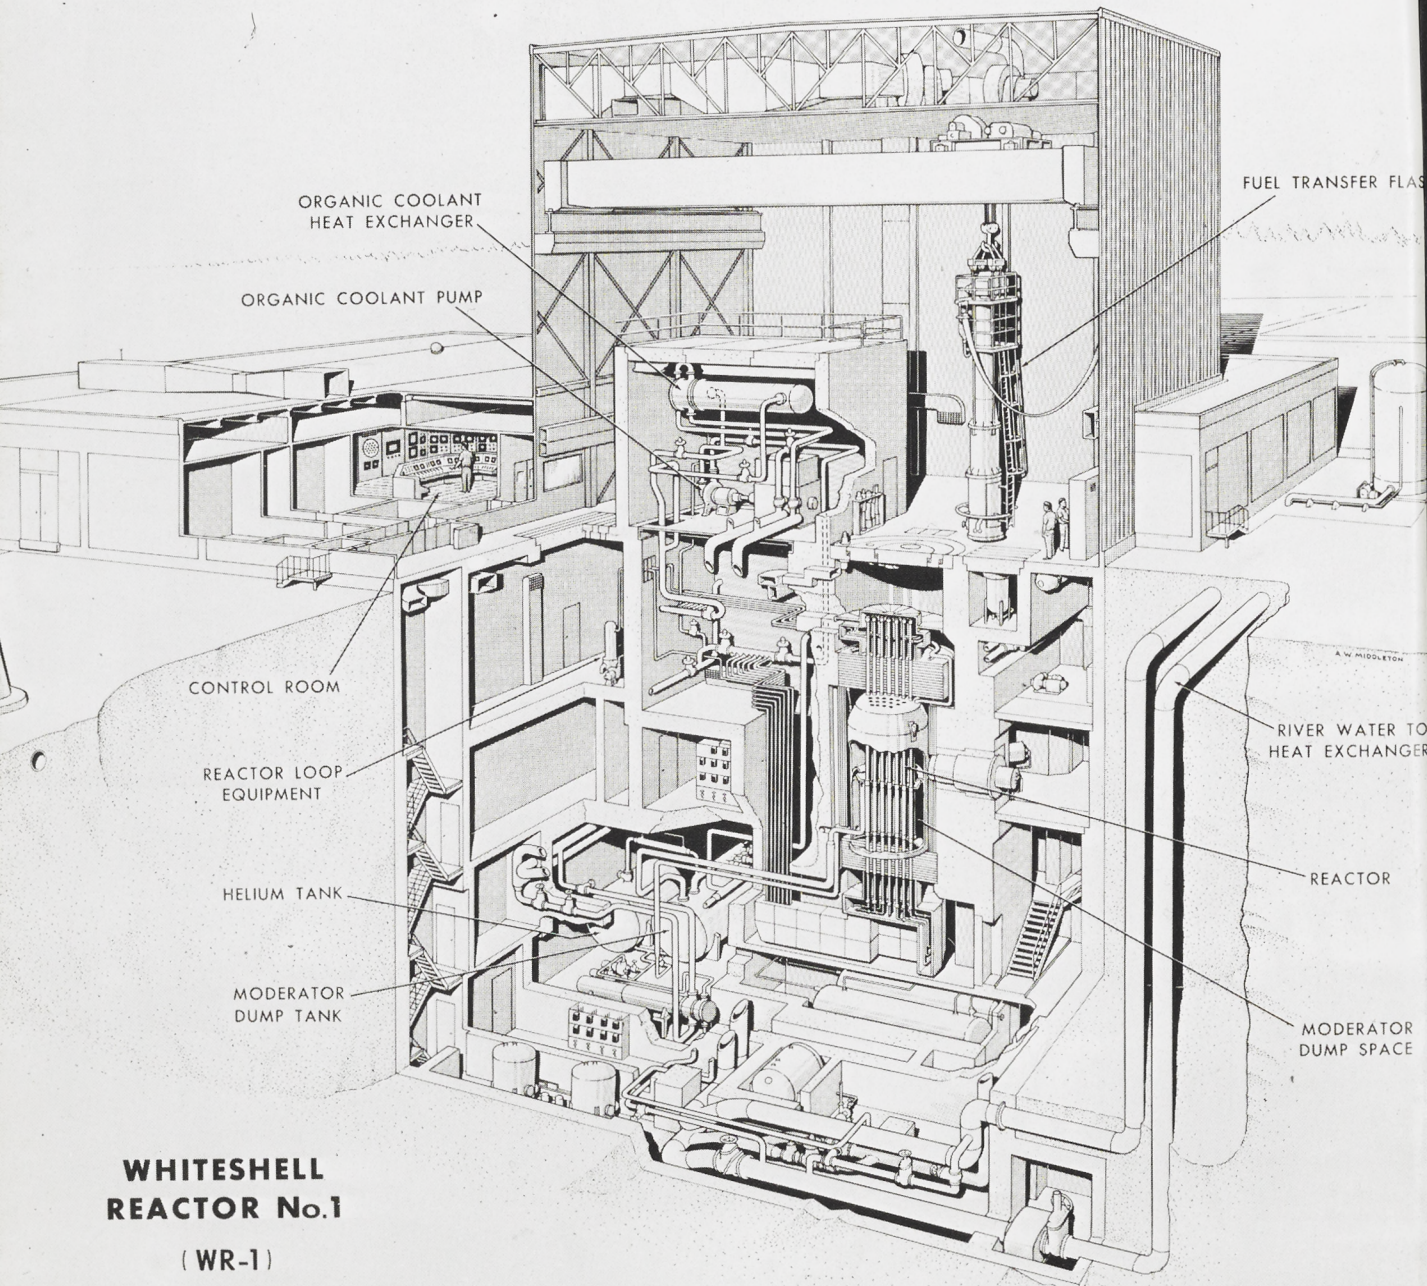 ORGANIC COOLANT
HEAT EXCHANGER
FUEL TRANSFER FLAS
ORGANIC COOLANT PUMP
A.W. MIDDLETON
CONTROL ROOM
RIVER WATER TO
HEAT EXCHANGER
REACTOR LOOP
EQUIPMENT
REACTOR
HELIUM TANK
MODERATOR
DUMP TANK
MODERATOR
DUMP SPACE
WHITESHELL
REACTOR No.1
(WR-1)